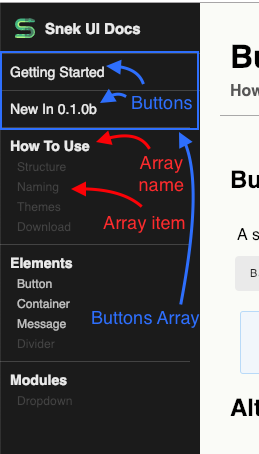 Snek UI Docs
Bu
Getting Started
How
New In 0.1.0b
Buttons
How To Use
Structure
Array
name
Naming
Bu
Themes
Array item
Download
A s
Elements
B
Button
Container
Message
Buttons Array
Divider
Modules
Alt
Dropdown